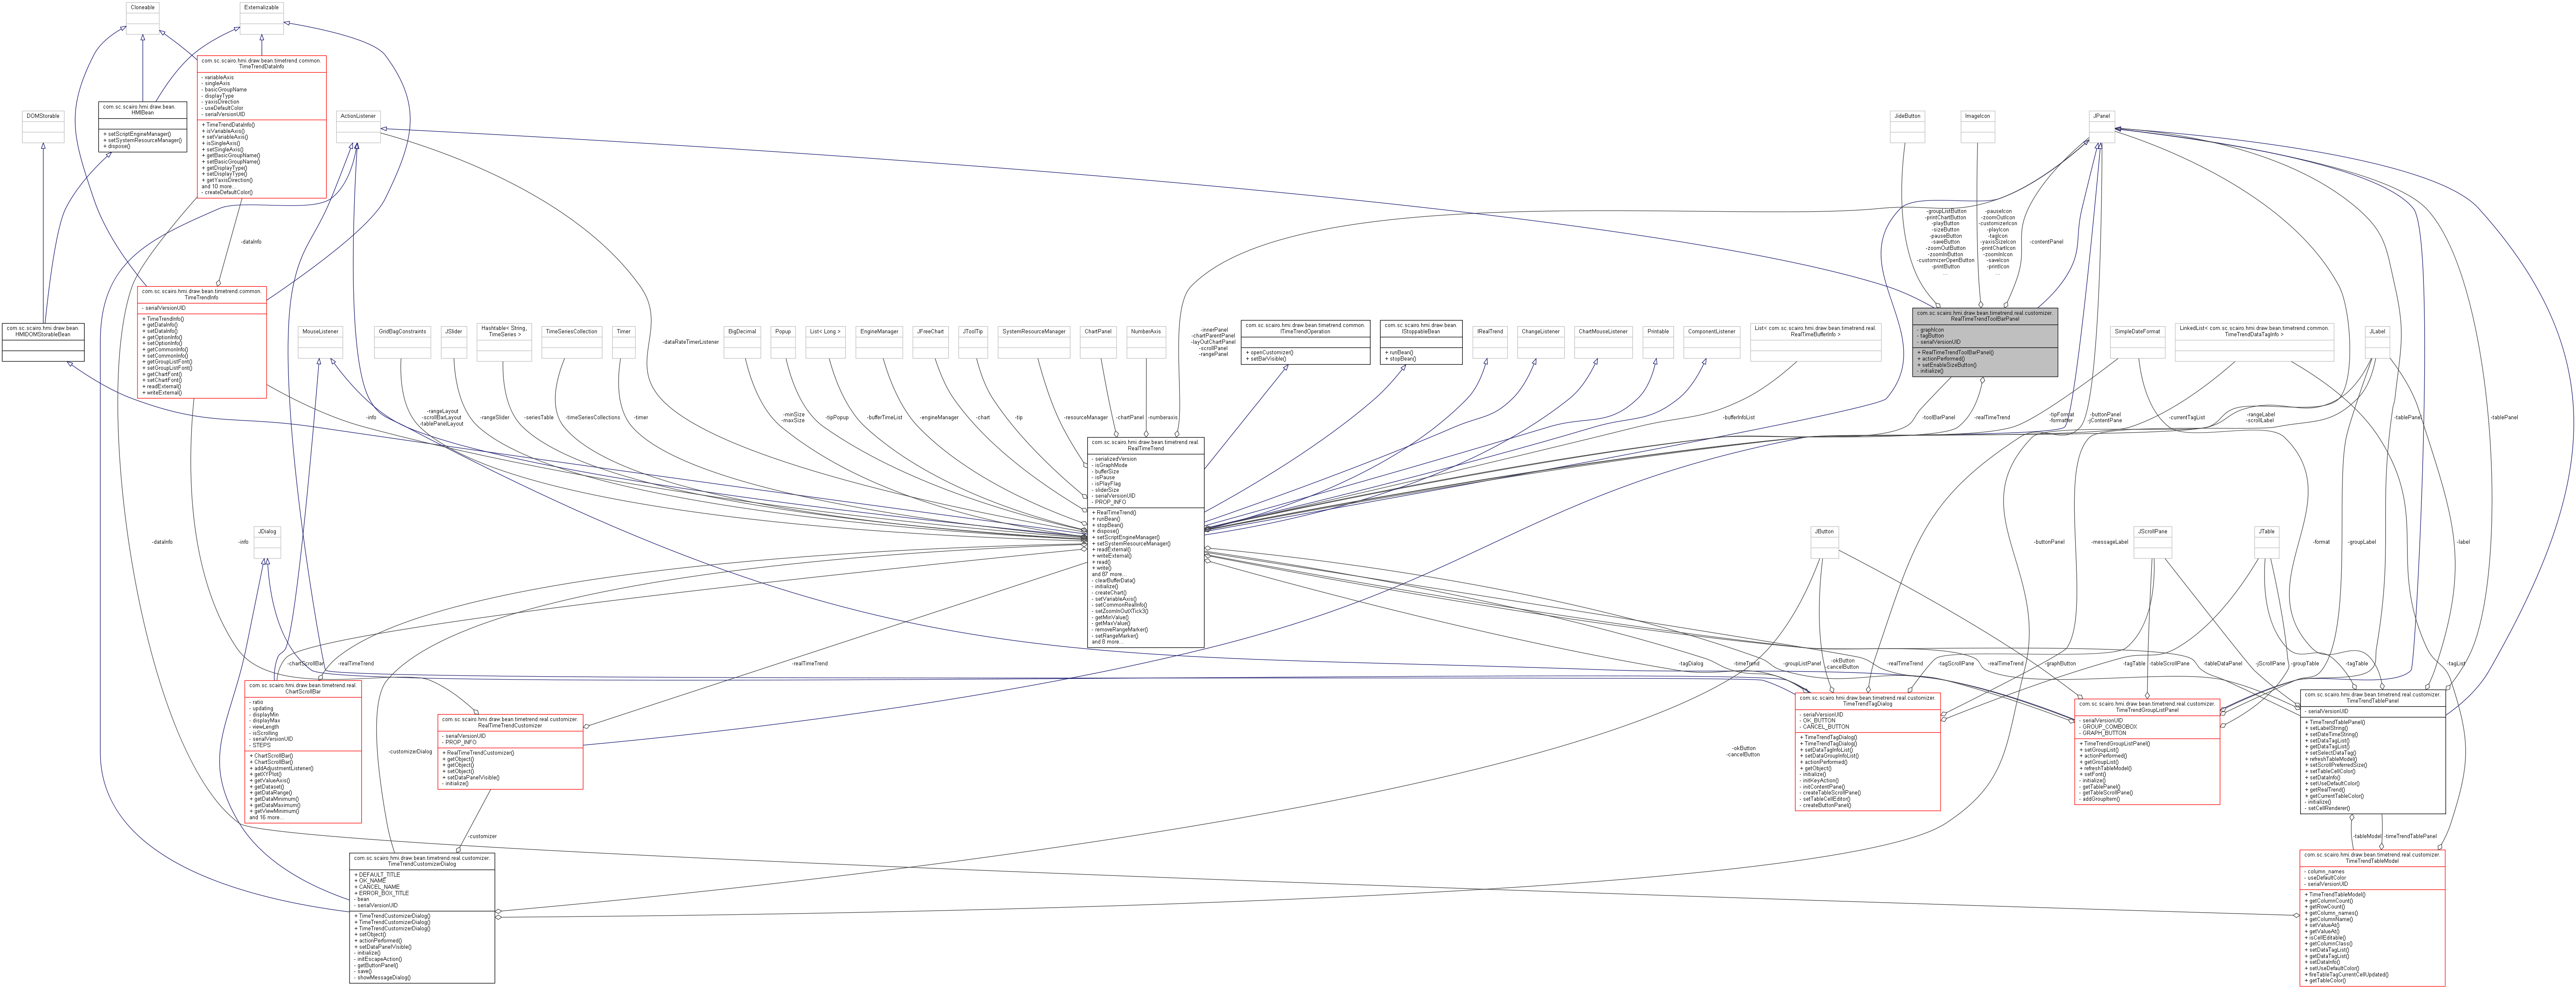 Cloneable
Externalizable
com.sc.scairo.hmi.draw.bean.timetrend.common.
TimeTrendDataInfo
- variableAxis
- singleAxis
- basicGroupName
- displayType
- yaxisDirection
- useDefaultColor
- serialVersionUID
+ TimeTrendDataInfo()
+ isVariableAxis()
+ setVariableAxis()
+ isSingleAxis()
+ setSingleAxis()
+ getBasicGroupName()
+ setBasicGroupName()
+ getDisplayType()
+ setDisplayType()
+ getYaxisDirection()
and 10 more...
- createDefaultColor()
com.sc.scairo.hmi.draw.bean.
HMIBean
+ setScriptEngineManager()
+ setSystemResourceManager()
+ dispose()
DOMStorable
ActionListener
JideButton
ImageIcon
JPanel
-groupListButton
-printChartButton
-playButton
-sizeButton
-pauseButton
-saveButton
-zoomOutButton
-zoomInButton
-customizerOpenButton
-printButton
...
-pauseIcon
-zoomOutIcon
-customizerIcon
-playIcon
-tagIcon
-yaxisSizeIcon
-printChartIcon
-zoomInIcon
-saveIcon
-printIcon
...
-contentPanel
-dataInfo
com.sc.scairo.hmi.draw.bean.timetrend.common.
TimeTrendInfo
- serialVersionUID
+ TimeTrendInfo()
+ getDataInfo()
+ setDataInfo()
+ getOptionInfo()
+ setOptionInfo()
+ getCommonInfo()
+ setCommonInfo()
+ getGroupListFont()
+ setGroupListFont()
+ getChartFont()
+ setChartFont()
+ readExternal()
+ writeExternal()
com.sc.scairo.hmi.draw.bean.
HMIDOMStorableBean
MouseListener
GridBagConstraints
JSlider
Hashtable< String,
TimeSeries >
TimeSeriesCollection
Timer
-dataRateTimerListener
BigDecimal
Popup
List< Long >
EngineManager
JFreeChart
JToolTip
SystemResourceManager
ChartPanel
NumberAxis
-innerPanel
-chartParentPanel
-layOutChartPanel
-scrollPanel
-rangePanel
com.sc.scairo.hmi.draw.bean.timetrend.common.
ITimeTrendOperation
+ openCustomizer()
+ setBarVisible()
com.sc.scairo.hmi.draw.bean.
IStoppableBean
+ runBean()
+ stopBean()
IRealTrend
ChangeListener
ChartMouseListener
Printable
ComponentListener
List< com.sc.scairo.hmi.draw.bean.timetrend.real.
RealTimeBufferInfo >
com.sc.scairo.hmi.draw.bean.timetrend.real.customizer.
RealTimeTrendToolBarPanel
- graphIcon
- tagButton
- serialVersionUID
+ RealTimeTrendToolBarPanel()
+ actionPerformed()
+ setEnableSizeButton()
- initialize()
SimpleDateFormat
LinkedList< com.sc.scairo.hmi.draw.bean.timetrend.common.
TimeTrendDataTagInfo >
JLabel
-info
-rangeLayout
-scrollBarLayout
-tablePanelLayout
-rangeSlider
-seriesTable
-timeSeriesCollections
-timer
-minSize
-maxSize
-tipPopup
-bufferTimeList
-engineManager
-chart
-tip
-resourceManager
-chartPanel
-numberaxis
-bufferInfoList
-toolBarPanel
-realTimeTrend
-tipFormat
-formatter
-buttonPanel
-jContentPane
-currentTagList
-rangeLabel
-scrollLabel
-tablePanel
-tablePanel
com.sc.scairo.hmi.draw.bean.timetrend.real.
RealTimeTrend
- serializedVersion
- isGraphMode
- bufferSize
- isPause
- isPlayFlag
- sliderSize
- serialVersionUID
- PROP_INFO
+ RealTimeTrend()
+ runBean()
+ stopBean()
+ dispose()
+ setScriptEngineManager()
+ setSystemResourceManager()
+ readExternal()
+ writeExternal()
+ read()
+ write()
and 87 more...
- clearBufferData()
- initialize()
- createChart()
- setVariableAxis()
- setCommonRealInfo()
- setZoomInOutXTick3()
- getMinValue()
- getMaxValue()
- removeRangeMarker()
- setRangeMarker()
and 8 more...
JDialog
JButton
JScrollPane
JTable
-dataInfo
-info
-buttonPanel
-messageLabel
-format
-groupLabel
-label
-chartScrollBar
-realTimeTrend
-realTimeTrend
-tagDialog
-timeTrend
-groupListPanel
-okButton
-cancelButton
-realTimeTrend
-tagScrollPane
-tableScrollPane
-realTimeTrend
-graphButton
-tagTable
-tableDataPanel
-jScrollPane
-groupTable
-tagTable
-tagList
com.sc.scairo.hmi.draw.bean.timetrend.real.
ChartScrollBar
- ratio
- updating
- displayMin
- displayMax
- viewLength
- isScrolling
- serialVersionUID
- STEPS
+ ChartScrollBar()
+ ChartScrollBar()
+ addAdjustmentListener()
+ getXYPlot()
+ getValueAxis()
+ getDataset()
+ getDataRange()
+ getDataMinimum()
+ getDataMaximum()
+ getViewMinimum()
and 16 more...
com.sc.scairo.hmi.draw.bean.timetrend.real.customizer.
RealTimeTrendCustomizer
- serialVersionUID
- PROP_INFO
+ RealTimeTrendCustomizer()
+ getObject()
+ getObject()
+ setObject()
+ setDataPanelVisible()
- initialize()
-customizerDialog
-customizer
-okButton
-cancelButton
com.sc.scairo.hmi.draw.bean.timetrend.real.customizer.
TimeTrendTagDialog
- serialVersionUID
- OK_BUTTON
- CANCEL_BUTTON
+ TimeTrendTagDialog()
+ TimeTrendTagDialog()
+ setDataTagInfoList()
+ setDataGroupInfoList()
+ actionPerformed()
+ getObject()
- initialize()
- initKeyAction()
- initContentPane()
- createTableScrollPane()
- setTableCellEditor()
- createButtonPanel()
com.sc.scairo.hmi.draw.bean.timetrend.real.customizer.
TimeTrendGroupListPanel
- serialVersionUID
- GROUP_COMBOBOX
- GRAPH_BUTTON
+ TimeTrendGroupListPanel()
+ setGroupList()
+ actionPerformed()
+ getGroupList()
+ refreshTableModel()
+ setFont()
- initialize()
- getTablePanel()
- getTableScrollPane()
- addGroupItem()
com.sc.scairo.hmi.draw.bean.timetrend.real.customizer.
TimeTrendTablePanel
- serialVersionUID
+ TimeTrendTablePanel()
+ setLabelString()
+ setDateTimeString()
+ setDataTagList()
+ getDataTagList()
+ setSelectDataTag()
+ refreshTableModel()
+ setScrollPreferredSize()
+ setTableCellColor()
+ setDataInfo()
+ setUseDefaultColor()
+ getRealTrend()
+ getCurrentTableColor()
- initialize()
- setCellRenderer()
-tableModel
-timeTrendTablePanel
com.sc.scairo.hmi.draw.bean.timetrend.real.customizer.
TimeTrendCustomizerDialog
+ DEFAULT_TITLE
+ OK_NAME
+ CANCEL_NAME
+ ERROR_BOX_TITLE
- bean
- serialVersionUID
+ TimeTrendCustomizerDialog()
+ TimeTrendCustomizerDialog()
+ TimeTrendCustomizerDialog()
+ setObject()
+ actionPerformed()
+ setDataPanelVisible()
- initialize()
- initEscapeAction()
- getButtonPanel()
- save()
- showMessageDialog()
com.sc.scairo.hmi.draw.bean.timetrend.real.customizer.
TimeTrendTableModel
- column_names
- useDefaultColor
- serialVersionUID
+ TimeTrendTableModel()
+ getColumnCount()
+ getRowCount()
+ getColumn_names()
+ getColumnName()
+ setValueAt()
+ getValueAt()
+ isCellEditable()
+ getColumnClass()
+ setDataTagList()
+ getDataTagList()
+ setDataInfo()
+ setUseDefaultColor()
+ fireTableTagCurrentCellUpdated()
+ getTableColor()